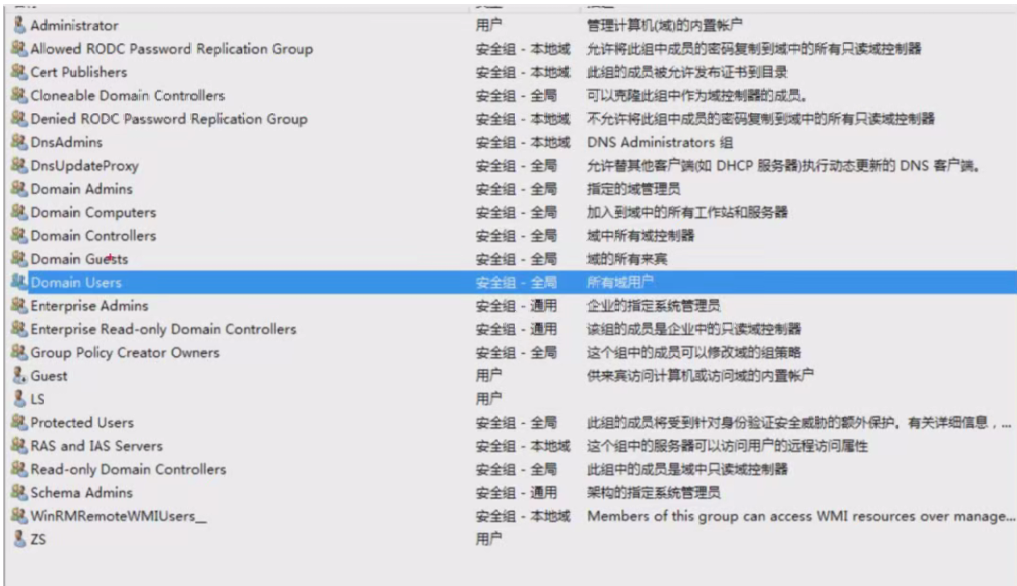 Administrator 用户 管理计算机(域)的内置帐户
Allowed RODC Password Replication Group 安全组 - 本地域 允许将此组中成员的密码复制到域中的所有只读域控制器
Cert Publishers 安全组 - 本地域 此组的成员被允许发布证书到目录
Cloneable Domain Controllers 安全组 - 全局 可以克隆此组中作为域控制器的成员。
Denied RODC Password Replication Group 安全组 - 本地域 不允许将此组中成员的密码复制到域中的所有只读域控制器
DnsAdmins 安全组 - 本地域 DNS Administrators 组
DnsUpdateProxy 安全组 - 全局 允许替其他客户端(如 DHCP 服务器)执行动态更新的 DNS 客户端。
Domain Admins 安全组 - 全局 指定的域管理员
Domain Computers 安全组 - 全局 加入到域中的所有工作站和服务器
Domain Controllers 安全组 - 全局 域中所有域控制器
Domain Guests 安全组 - 全局 域的所有来宾
Domain Users 安全组 - 全局 所有域用户
Enterprise Admins 安全组 - 通用 企业的指定系统管理员
Enterprise Read-only Domain Controllers 安全组 - 通用 该组的成员是企业中的只读域控制器
Group Policy Creator Owners 安全组 - 全局 这个组中的成员可以修改域的组策略
Guest 用户 供来宾访问计算机或访问域的内置帐户
LS 用户
Protected Users 安全组 - 全局 此组的成员将受到针对身份验证安全威胁的额外保护。有关详细信息，...
RAS and IAS Servers 安全组 - 本地域 这个组中的服务器可以访问用户的远程访问属性
Read-only Domain Controllers 安全组 - 全局 此组中的成员是域中只读域控制器
Schema Admins 安全组 - 通用 架构的指定系统管理员
WinRMRemoteWMIUsers__ 安全组 - 本地域 Members of this group can access WMI resources over manage...
ZS 用户